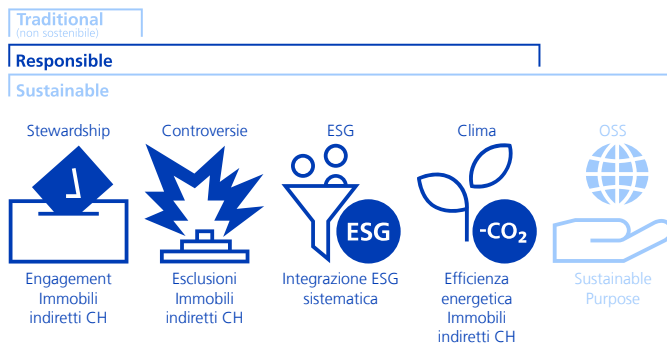 Traditional
(non sostenibile)
Responsible
Sustainable
Stewardship
Controversie
ESG
Clima
OSS
ESG
-CO₂
Engagement
Immobili
indiretti CH
Esclusioni
Immobili
indiretti CH
Integrazione ESG
sistematica
Efficienza
energetica
Immobili
indiretti CH
Sustainable
Purpose